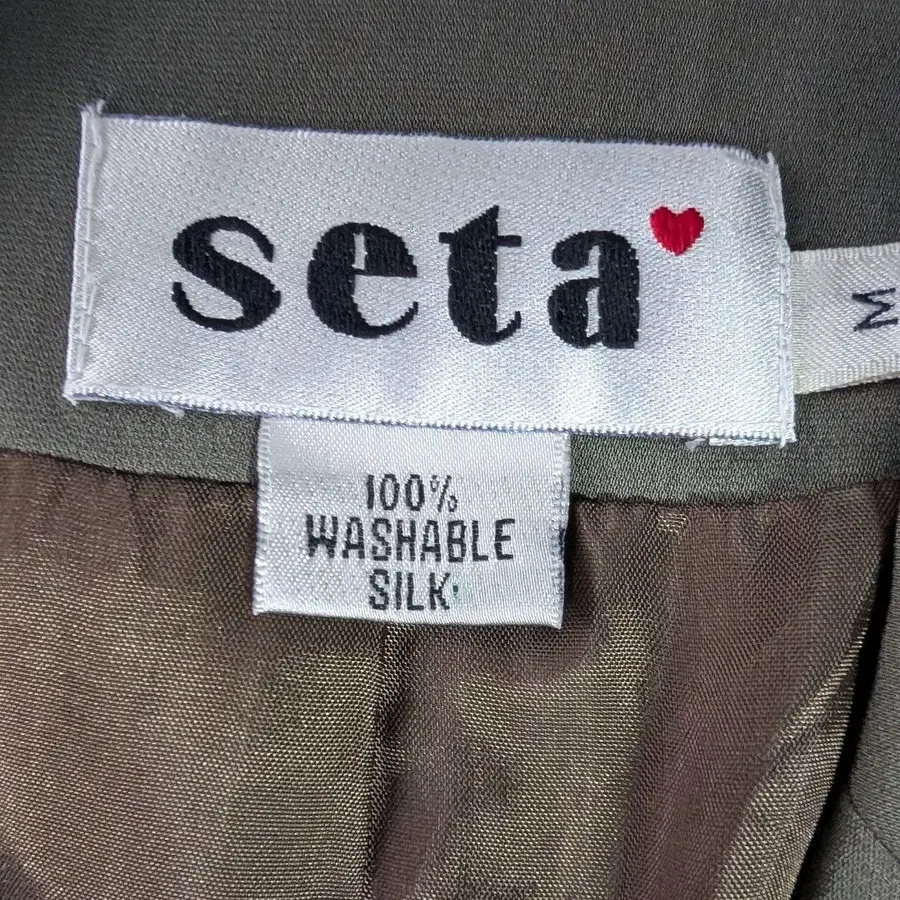 seta
M
100%
WASHABLE
SILK